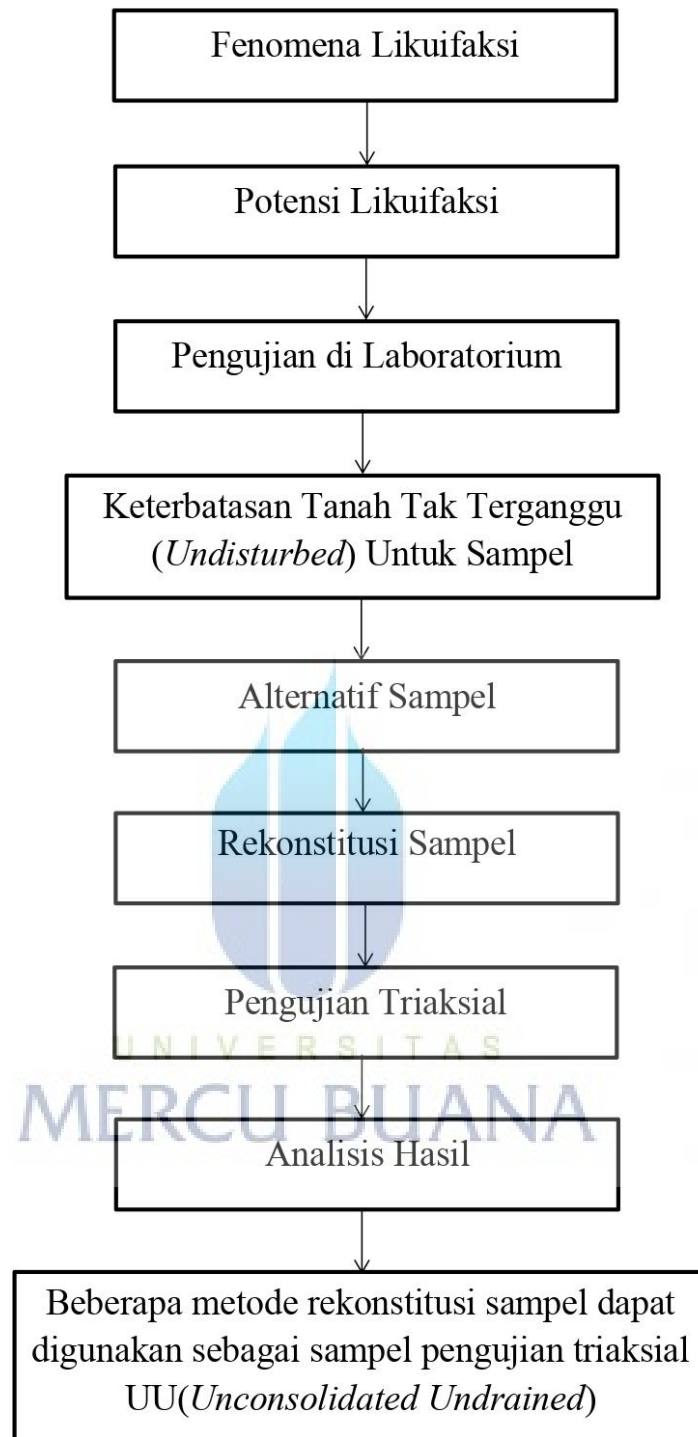 Fenomena Likuifaksi
Potensi Likuifaksi
Pengujian di Laboratorium
Keterbatasan Tanah Tak Terganggu
(Undisturbed) Untuk Sampel
Alternatif Sampel
Rekonstitusi Sampel
Pengujian Triaksial
UNIVERSITAS
MERCU BUANA
Analisis Hasil
Beberapa metode rekonstitusi sampel dapat
digunakan sebagai sampel pengujian triaksial
UU(Unconsolidated Undrained)